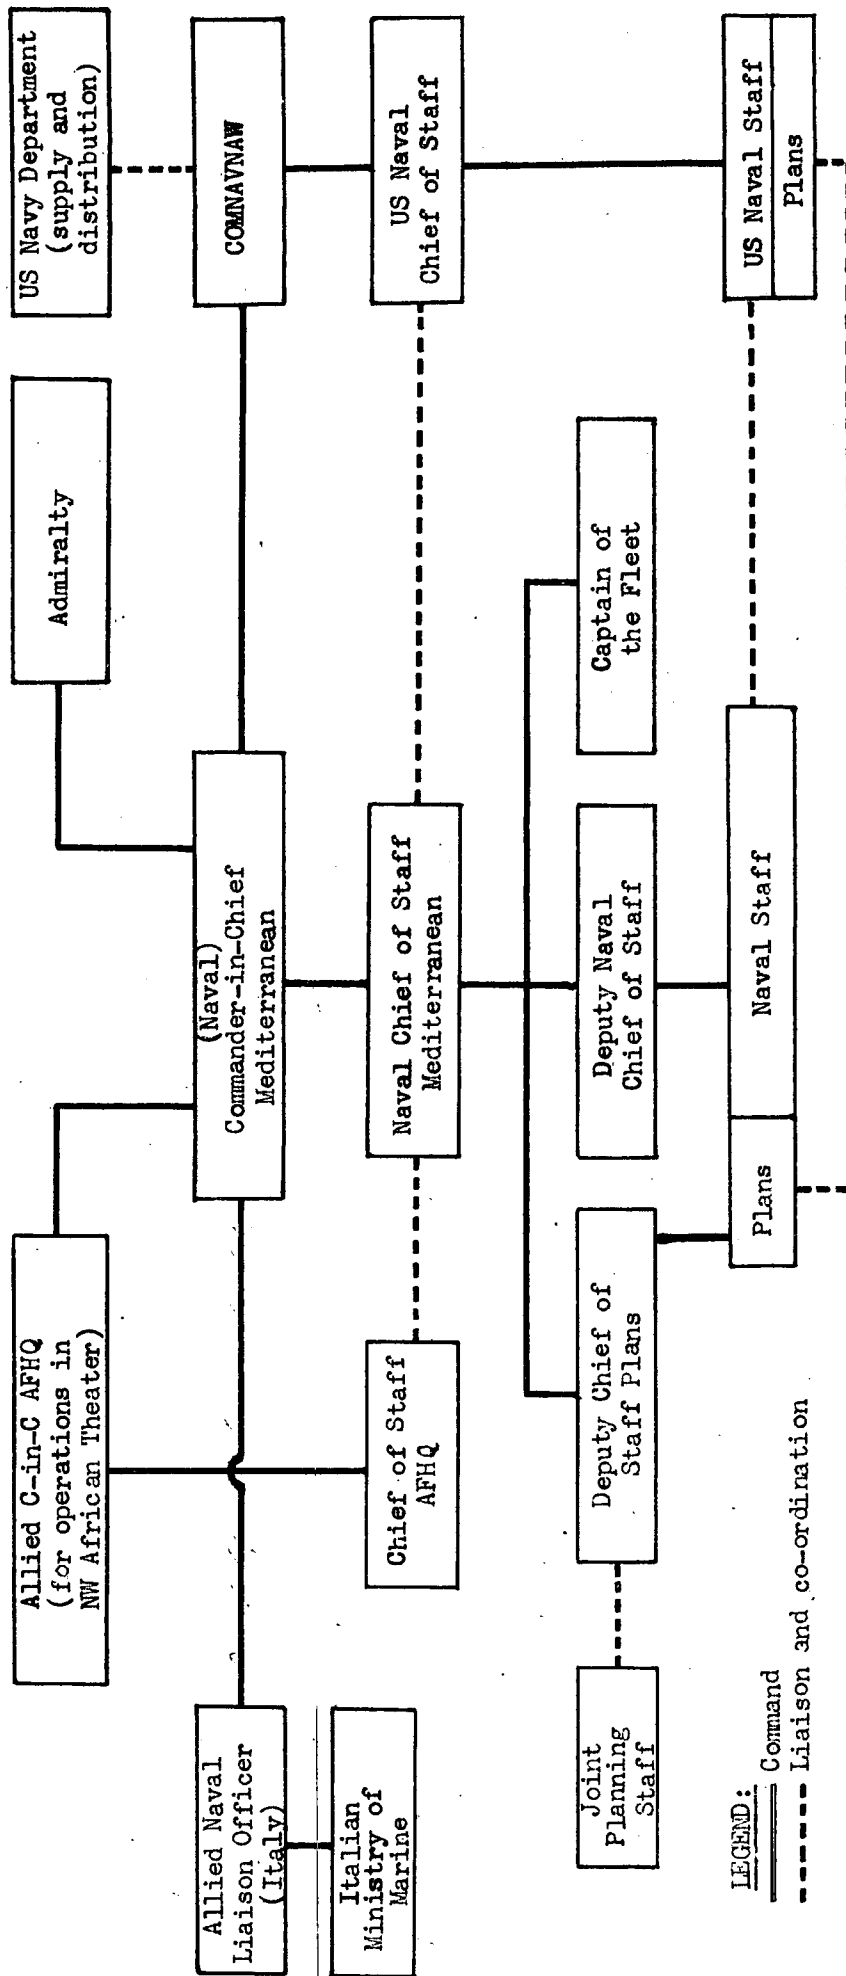 Allied C-in-C AFHQ
(for operations in
NW African Theater)
Admiralty
US Navy Department
(supply and
distribution)
Allied Naval
Liaison Officer
(Italy)
(Naval)
Commander-in-Chief
Mediterranean
COMNAVNAW
Italian
Ministry of
Marine
Chief of Staff
AFHQ
Naval Chief of Staff
Mediterranean
US Naval
Chief of Staff
Joint
Planning
Staff
Deputy Chief of
Staff Plans
Deputy Naval
Chief of Staff
Captain of
the Fleet
Plans
Naval Staff
US Naval Staff
Plans
LEGEND:
Command
Liaison and co-ordination